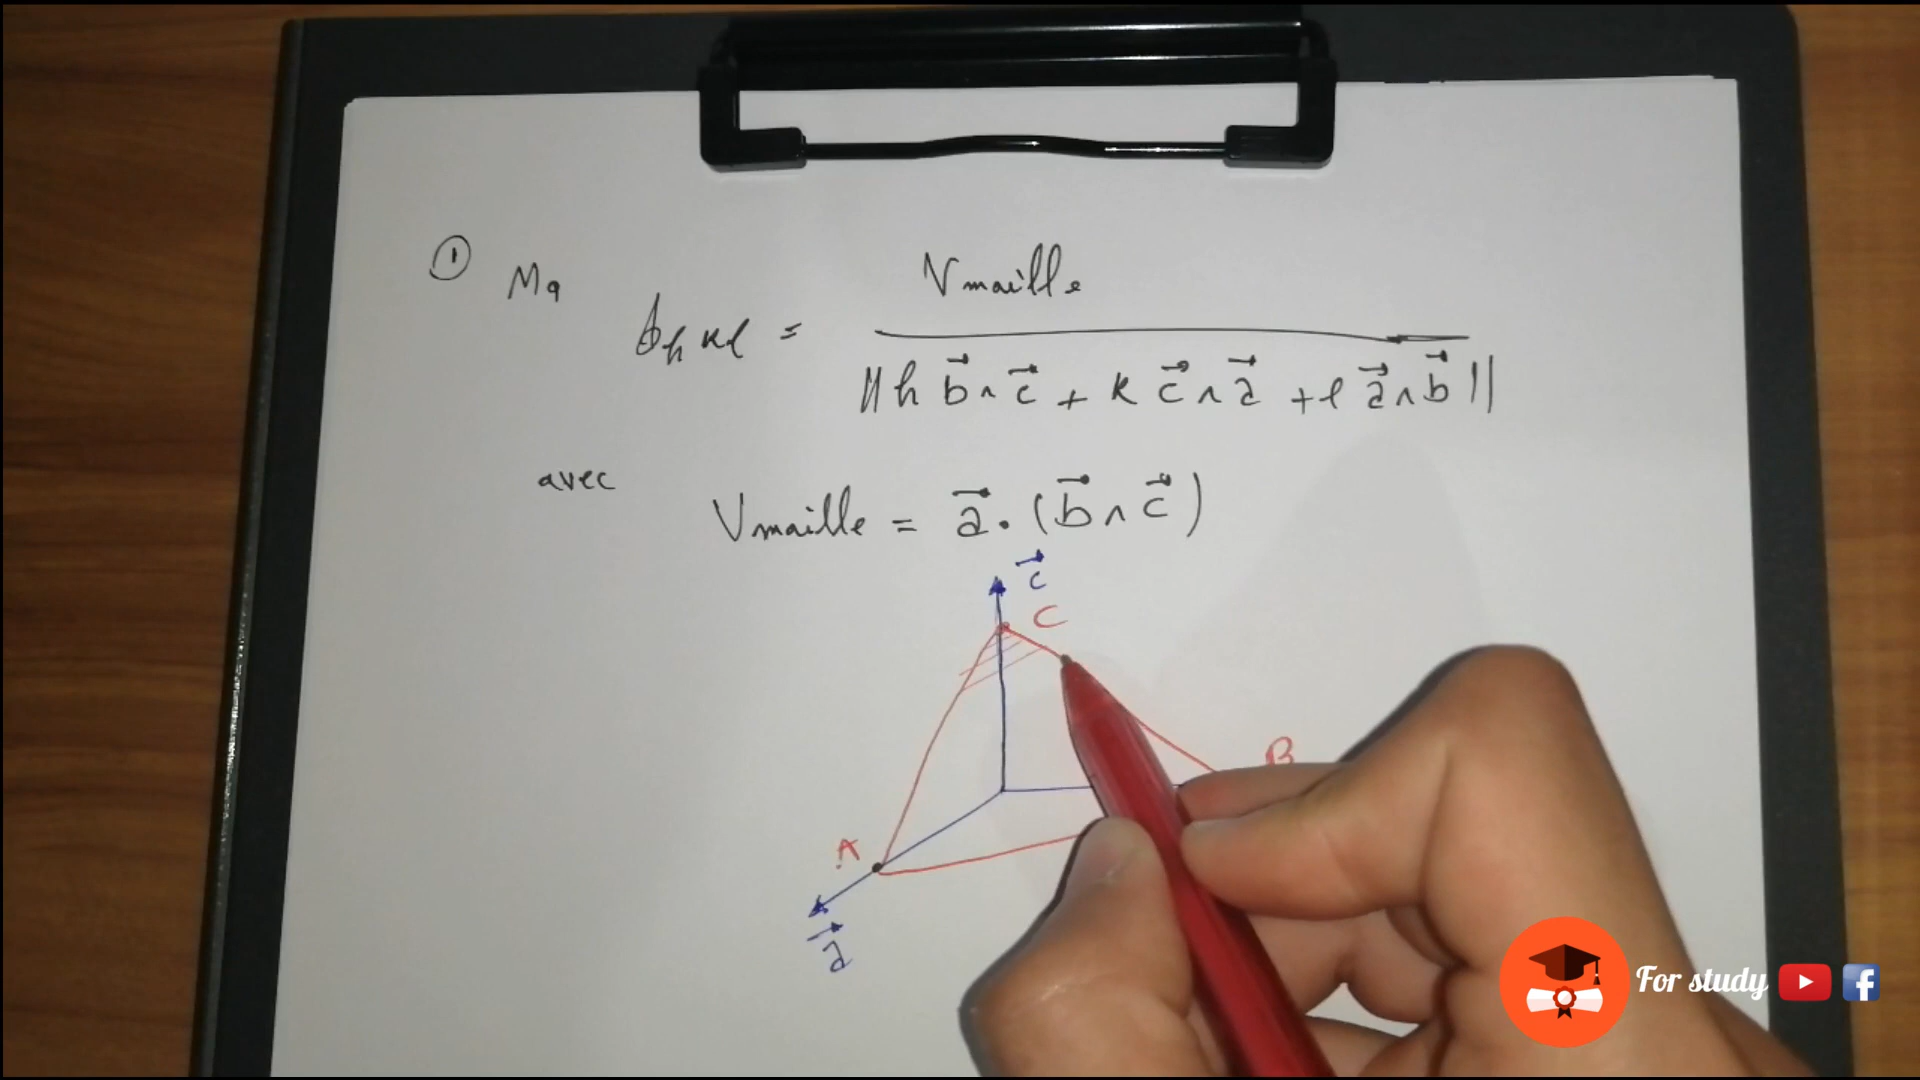 ① Mq
d_hkl = Vmaille / ||h b⃗ ∧ c⃗ + k c⃗ ∧ a⃗ + l a⃗ ∧ b⃗||
avec
Vmaille = a⃗ . (b⃗ ∧ c⃗)
c⃗
C
B
A
a⃗
For study